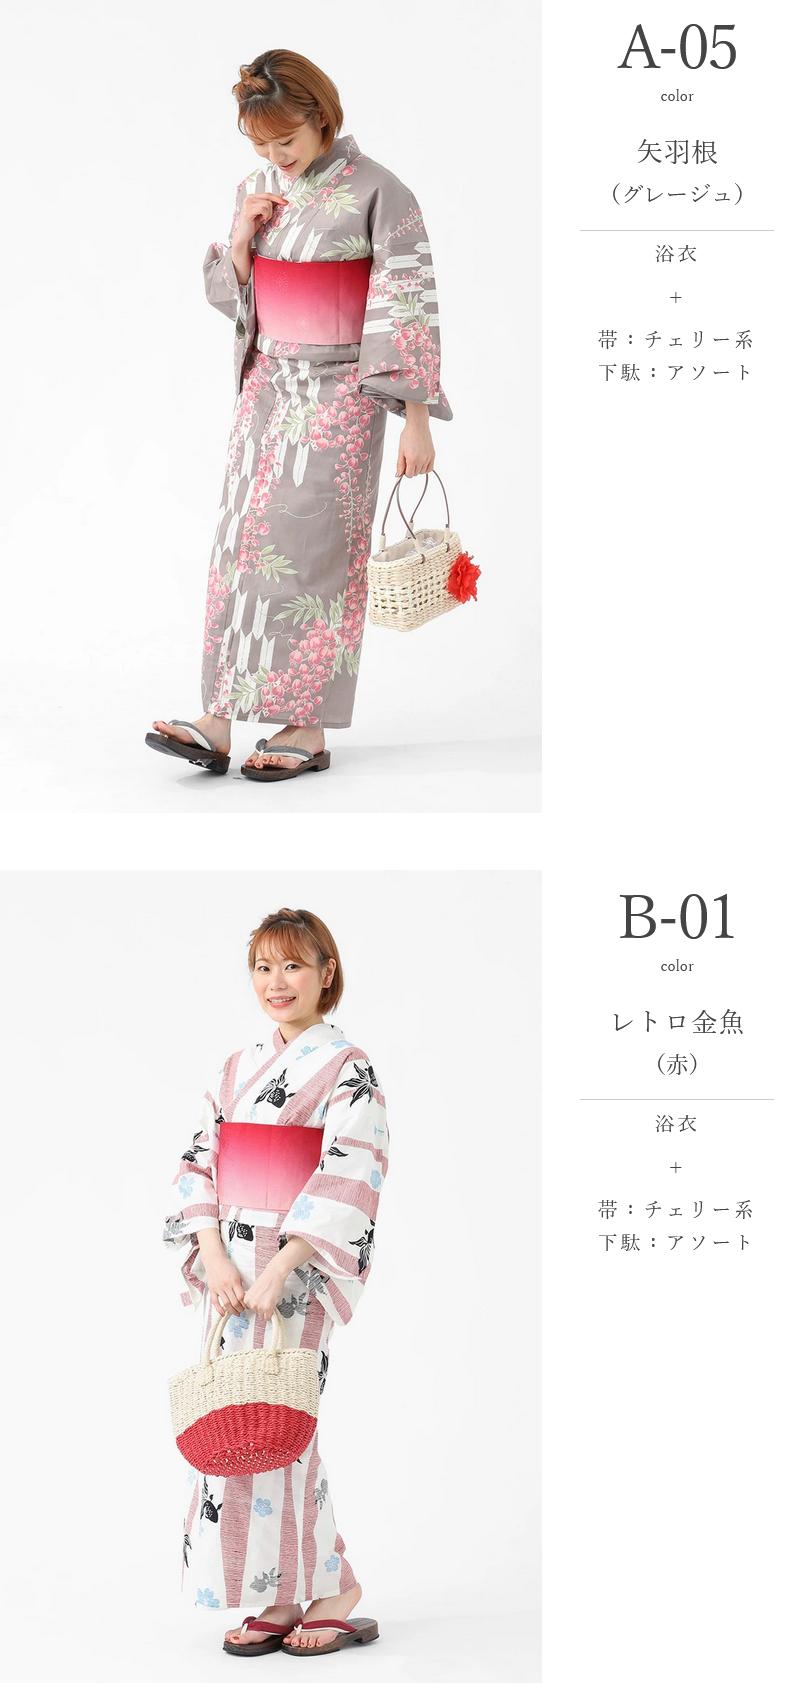 A-05
color
矢羽根
（グレージュ）
浴衣
+
帯：チェリー系
下駄：アソート
B-01
color
レトロ金魚
（赤）
浴衣
+
帯：チェリー系
下駄：アソート